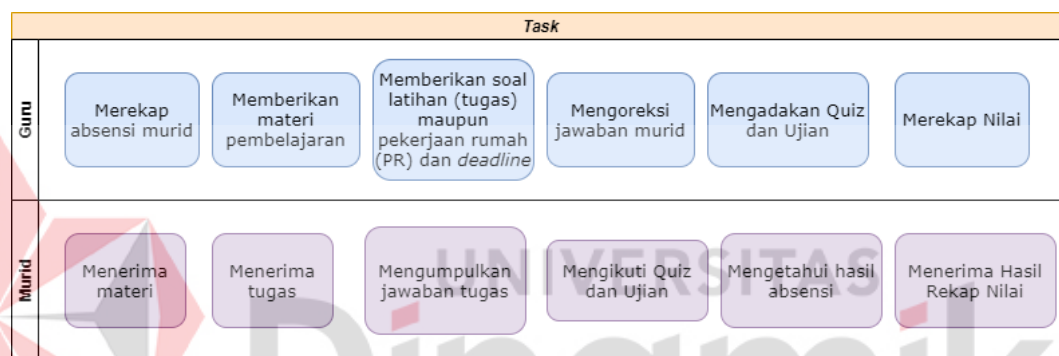 Task
Guru
Merekap
absensi murid
Memberikan
materi
pembelajaran
Memberikan soal
latihan (tugas)
maupun
pekerjaan rumah
(PR) dan deadline
Mengoreksi
jawaban murid
Mengadakan Quiz
dan Ujian
Merekap Nilai
Murid
Menerima
materi
Menerima
tugas
Mengumpulkan
jawaban tugas
Mengikuti Quiz
dan Ujian
Mengetahui hasil
absensi
Menerima Hasil
Rekap Nilai
UNIVERSITAS
Dinamik